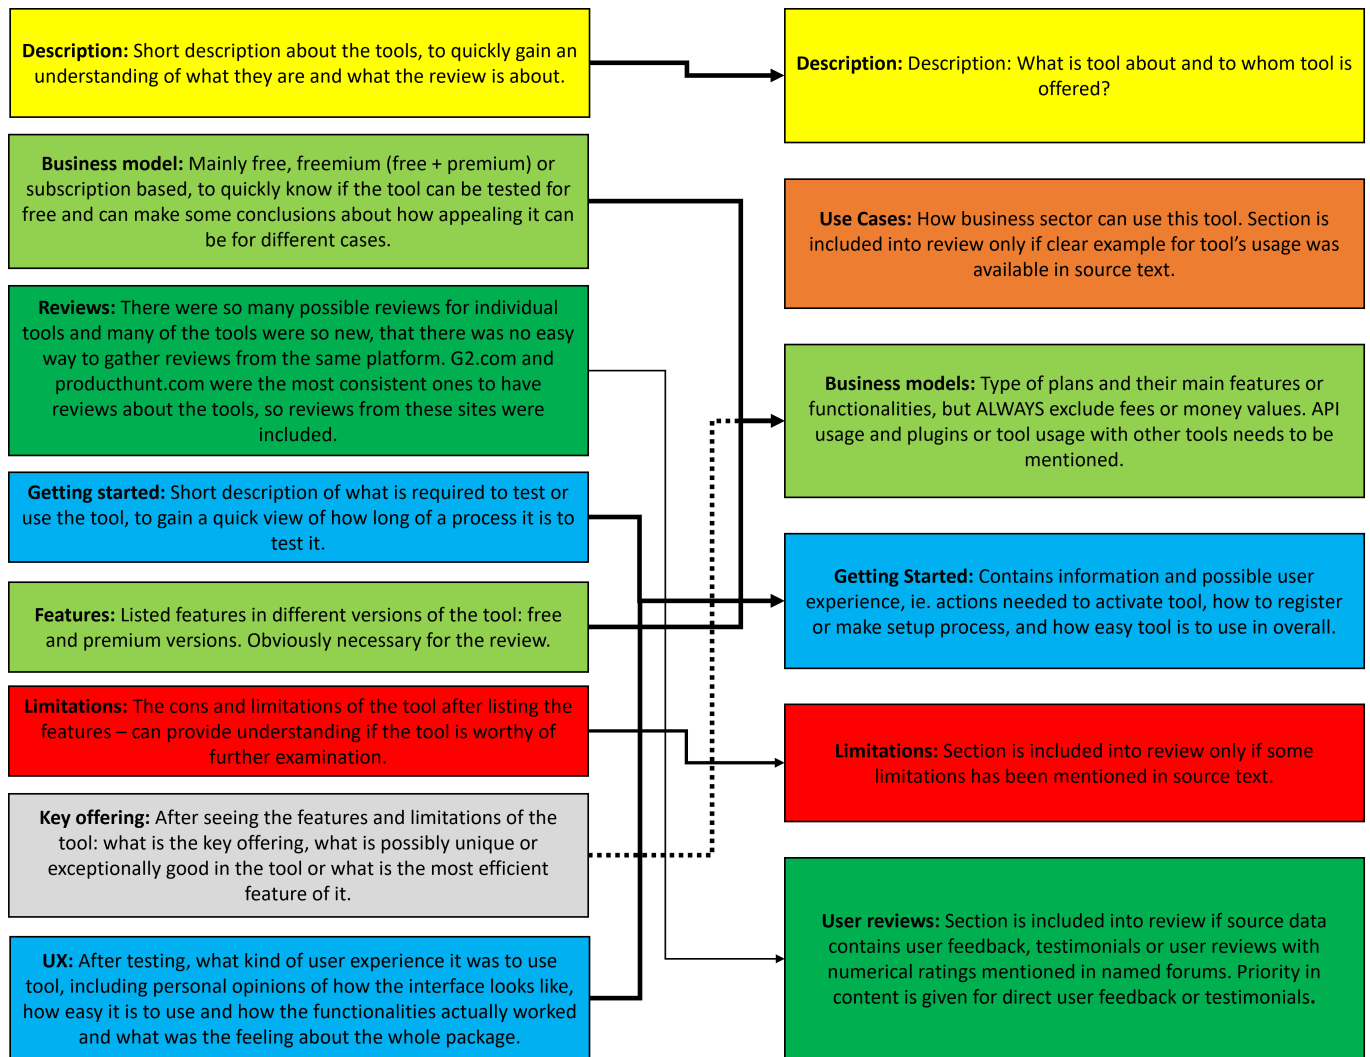 Description: Short description about the tools, to quickly gain an
understanding of what they are and what the review is about.
Business model: Mainly free, freemium (free + premium) or
subscription based, to quickly know if the tool can be tested for
free and can make some conclusions about how appealing it can
be for different cases.
Reviews: There were so many possible reviews for individual
tools and many of the tools were so new, that there was no easy
way to gather reviews from the same platform. G2.com and
producthunt.com were the most consistent ones to have
reviews about the tools, so reviews from these sites were
included.
Getting started: Short description of what is required to test or
use the tool, to gain a quick view of how long of a process it is to
test it.
Features: Listed features in different versions of the tool: free
and premium versions. Obviously necessary for the review.
Limitations: The cons and limitations of the tool after listing the
features – can provide understanding if the tool is worthy of
further examination.
Key offering: After seeing the features and limitations of the
tool: what is the key offering, what is possibly unique or
exceptionally good in the tool or what is the most efficient
feature of it.
UX: After testing, what kind of user experience it was to use
tool, including personal opinions of how the interface looks like,
how easy it is to use and how the functionalities actually worked
and what was the feeling about the whole package.
Description: Description: What is tool about and to whom tool is
offered?
Use Cases: How business sector can use this tool. Section is
included into review only if clear example for tool’s usage was
available in source text.
Business models: Type of plans and their main features or
functionalities, but ALWAYS exclude fees or money values. API
usage and plugins or tool usage with other tools needs to be
mentioned.
Getting Started: Contains information and possible user
experience, ie. actions needed to activate tool, how to register
or make setup process, and how easy tool is to use in overall.
Limitations: Section is included into review only if some
limitations has been mentioned in source text.
User reviews: Section is included into review if source data
contains user feedback, testimonials or user reviews with
numerical ratings mentioned in named forums. Priority in
content is given for direct user feedback or testimonials.